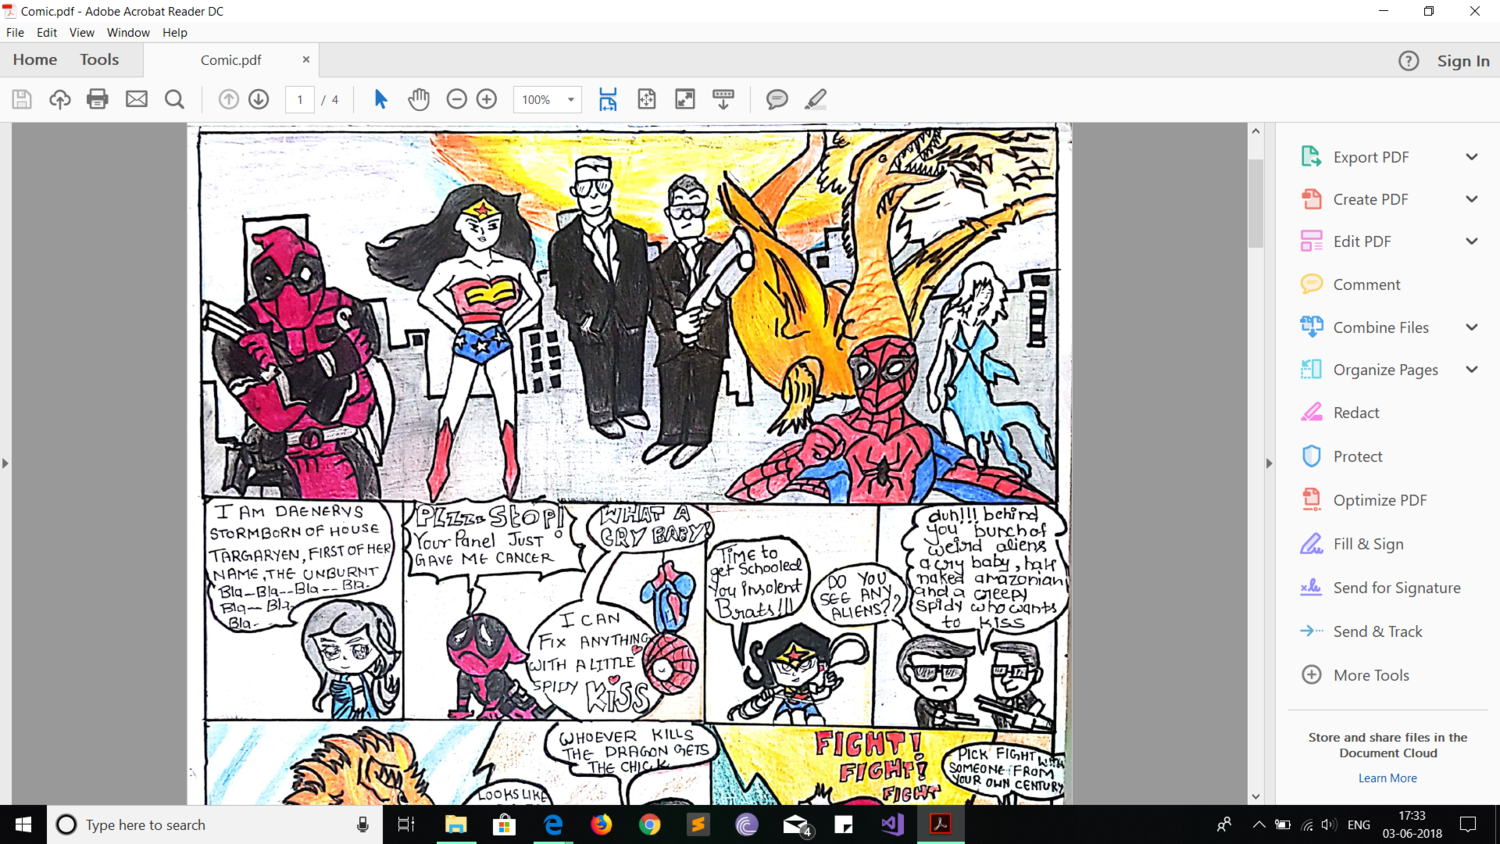 Comic.pdf - Adobe Acrobat Reader DC
File Edit View Window Help
Home Tools Comic.pdf × Sign In
1 / 4 100%
Export PDF
Create PDF
Edit PDF
Comment
Combine Files
Organize Pages
Redact
Protect
Optimize PDF
Fill & Sign
Send for Signature
Send & Track
More Tools
Store and share files in the
Document Cloud
Learn More
I AM DAENERYS
STORMBORN OF HOUSE
TARGARYEN, FIRST OF HER
NAME, THE UNBURNT
Bla--Bla--Bla -- Bla-
Bla-- Bla
Bla-
PLzzz Stop!
Your Panel JUST
GAVE ME CANCER
WHAT A
CRY BABY!
I CAN
FIX ANYTHING
WITH A LITTLE
SPIDY KISS
TIME to
get Schooled
You insolent
Brats!!!
DO YOU
SEE ANY
ALIENS??
duh!!! behind
you bunch of
weird aliens
a cry baby, half
naked amazonian
and a creepy
Spidy who wants
to kiss
LOOKS LIKE
WHOEVER KILLS
THE DRAGON GETS
THE CHICK
FIGHT!
FIGHT!
FIGHT
PICK FIGHT WITH
SOMEONE FROM
YOUR OWN CENTURY
Type here to search
4
ENG
17:33
03-06-2018